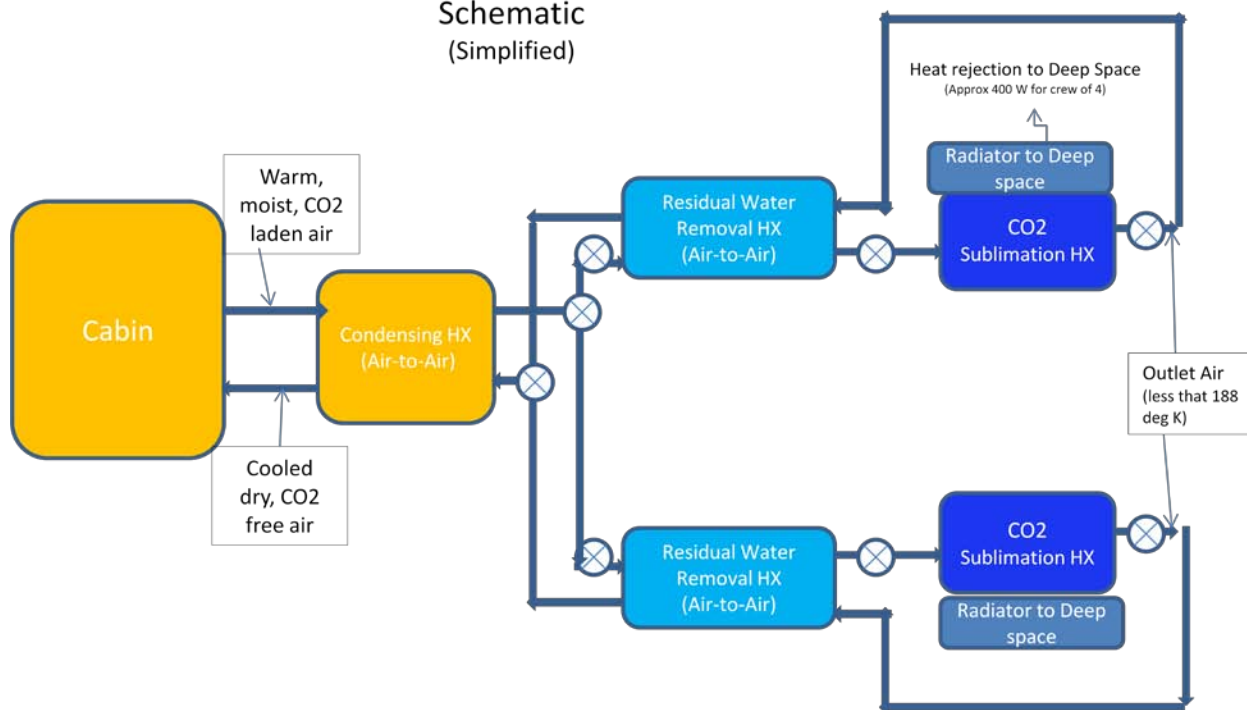 Schematic
(Simplified)
Heat rejection to Deep Space
(Approx 400 W for crew of 4)
Radiator to Deep
space
CO2
Sublimation HX
Residual Water
Removal HX
(Air-to-Air)
Warm,
moist, CO2
laden air
Cabin
Condensing HX
(Air-to-Air)
Cooled
dry, CO2
free air
Outlet Air
(less that 188
deg K)
Residual Water
Removal HX
(Air-to-Air)
CO2
Sublimation HX
Radiator to Deep
space